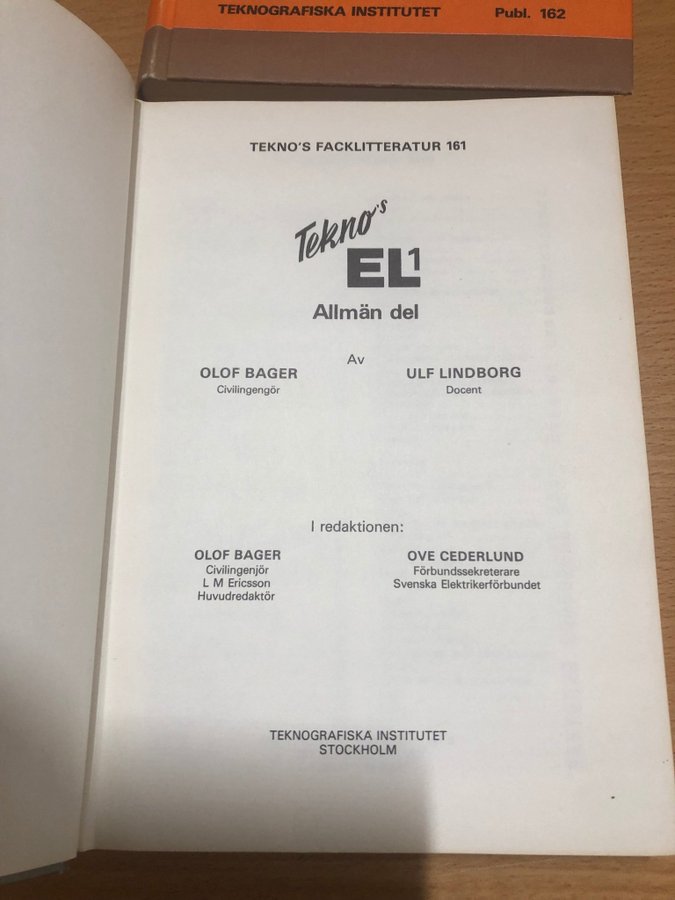 TEKNOGRAFISKA INSTITUTET Publ. 162
TEKNO'S FACKLITTERATUR 161
Tekno's
EL1
Allmän del
Av
OLOF BAGER
Civilingengör
ULF LINDBORG
Docent
I redaktionen:
OLOF BAGER
Civilingenjör
L M Ericsson
Huvudredaktör
OVE CEDERLUND
Förbundssekreterare
Svenska Elektrikerförbundet
TEKNOGRAFISKA INSTITUTET
STOCKHOLM